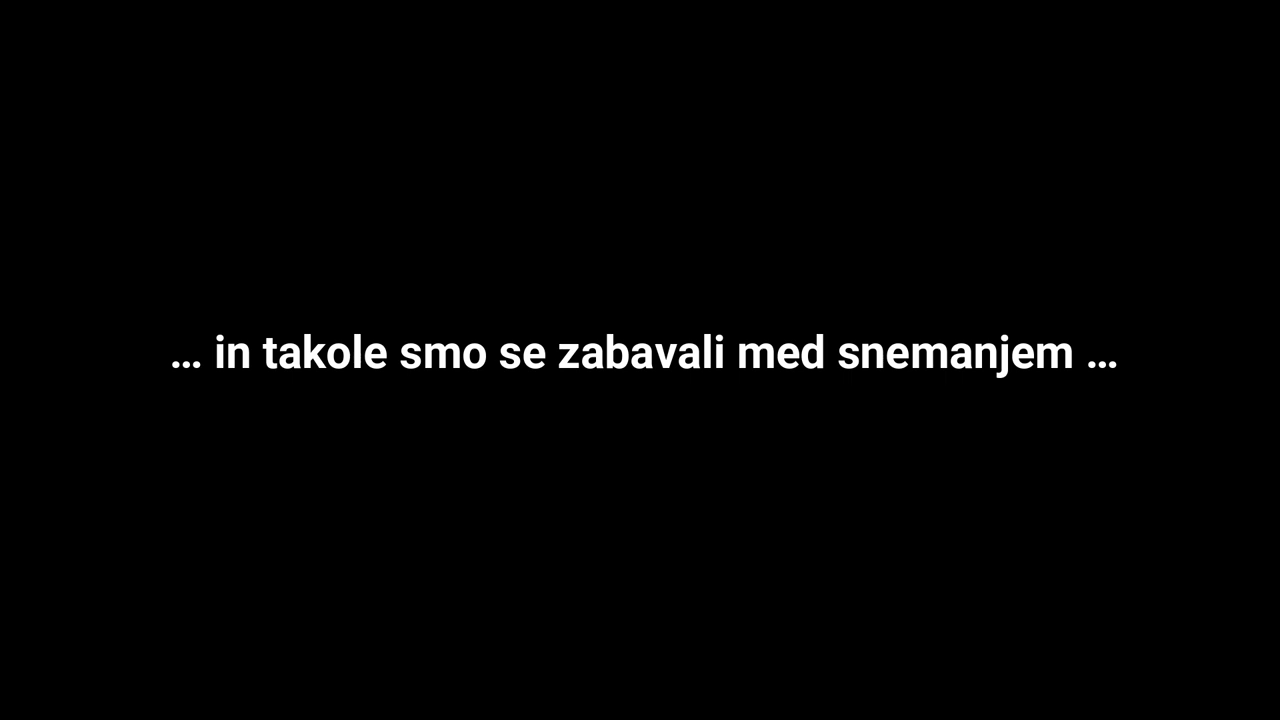 … in takole smo se zabavali med snemanjem …